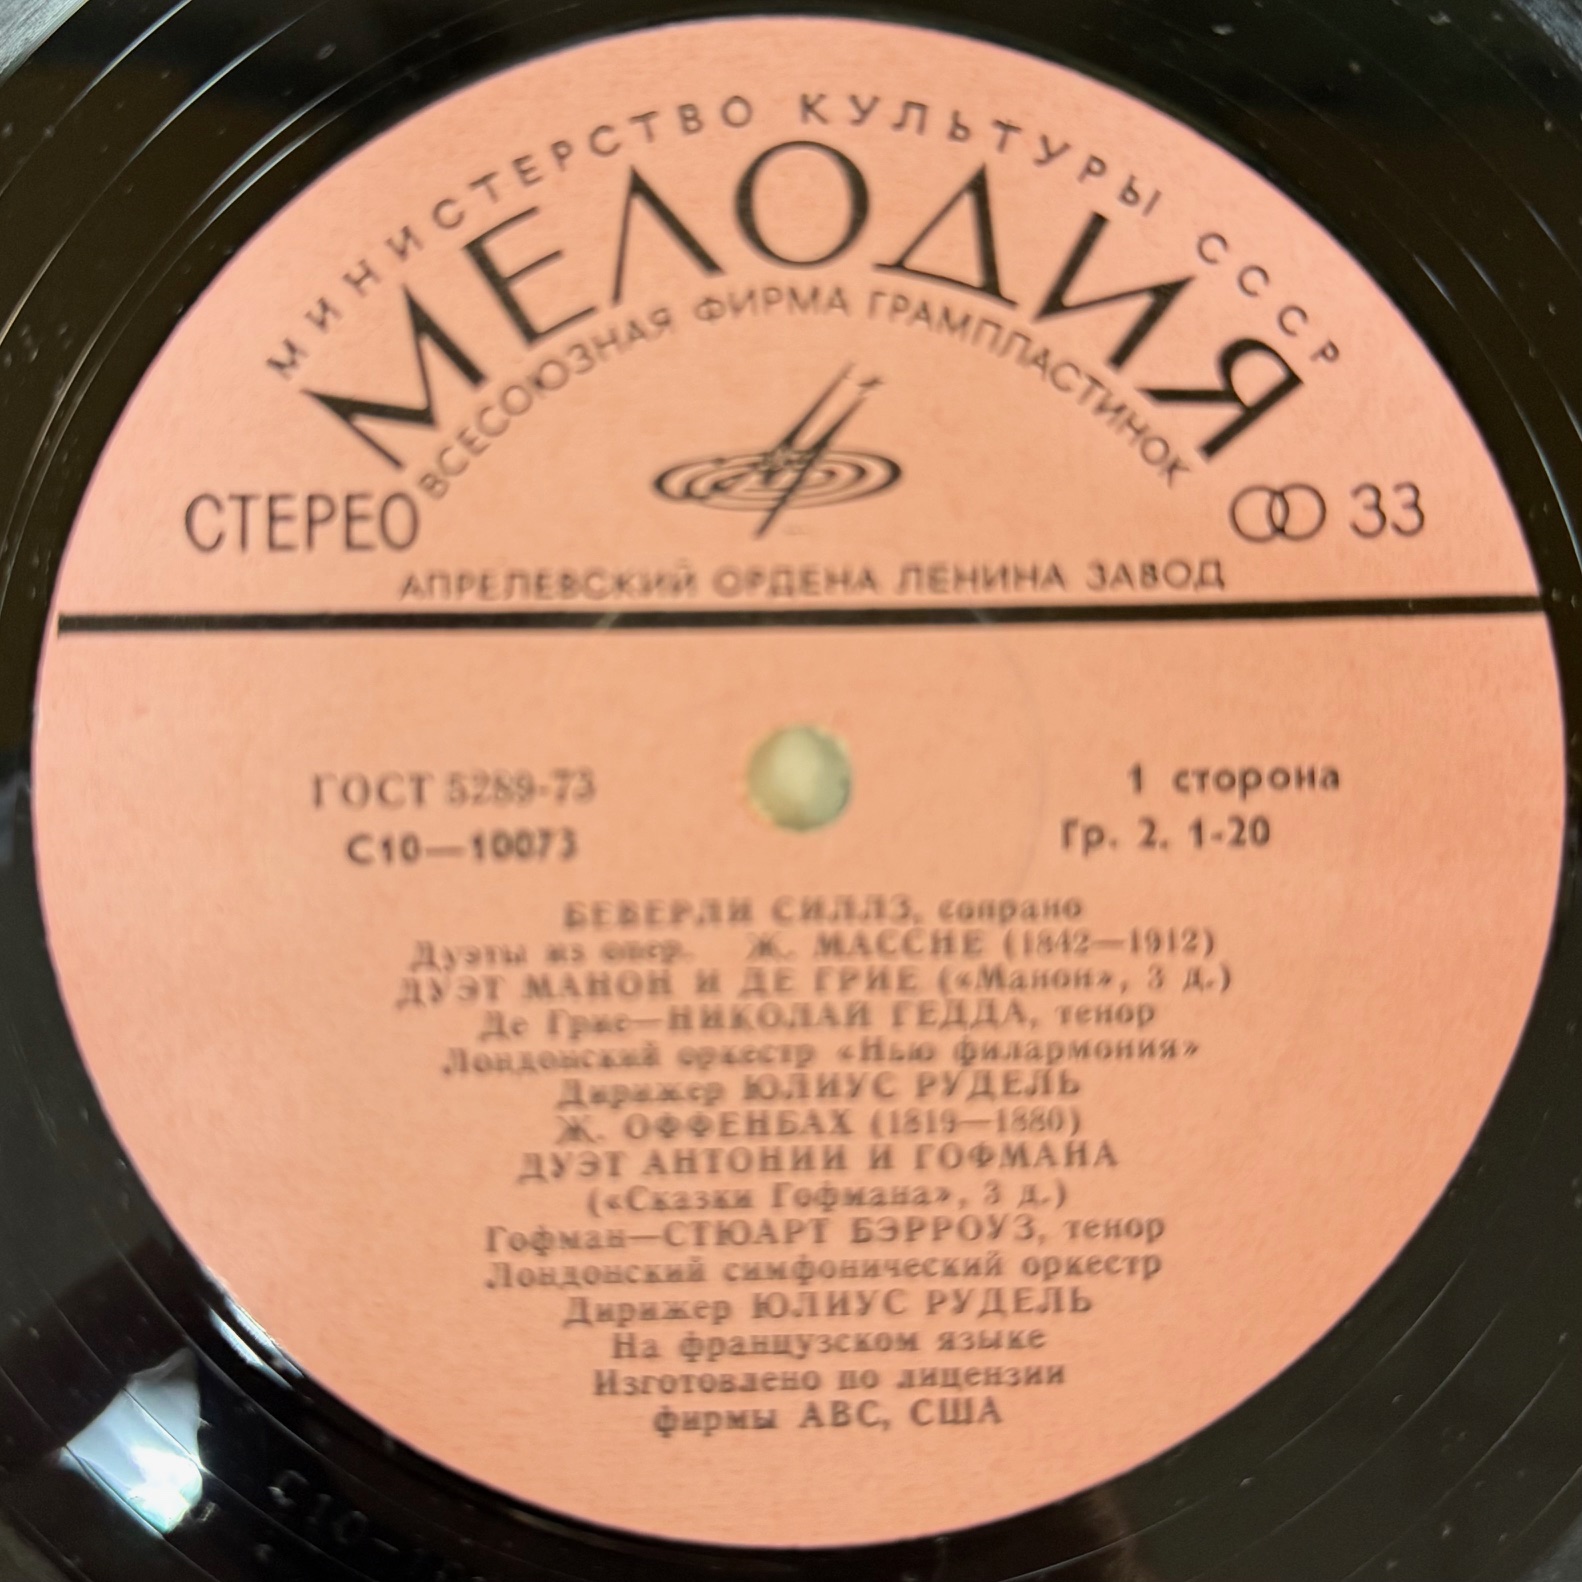 МИНИСТЕРСТВО КУЛЬТУРЫ СССР
МЕЛОДИЯ
ВСЕСОЮЗНАЯ ФИРМА ГРАМПЛАСТИНОК
СТЕРЕО
33
АПРЕЛЕВСКИЙ ОРДЕНА ЛЕНИНА ЗАВОД
ГОСТ 5289-73
1 сторона
С10—10073
Гр. 2. 1-20
БЕВЕРЛИ СИЛЛЗ, сопрано
Дуэты из опер. Ж. МАССНЕ (1842—1912)
ДУЭТ МАНОН И ДЕ ГРИЕ («Манон», 3 д.)
Де Грие—НИКОЛАЙ ГЕДДА, тенор
Лондонский оркестр «Нью филармония»
Дирижер ЮЛИУС РУДЕЛЬ
Ж. ОФФЕНБАХ (1819—1880)
ДУЭТ АНТОНИИ И ГОФМАНА
(«Сказки Гофмана», 3 д.)
Гофман—СТЮАРТ БЭРРОУЗ, тенор
Лондонский симфонический оркестр
Дирижер ЮЛИУС РУДЕЛЬ
На французском языке
Изготовлено по лицензии
фирмы АВС, США